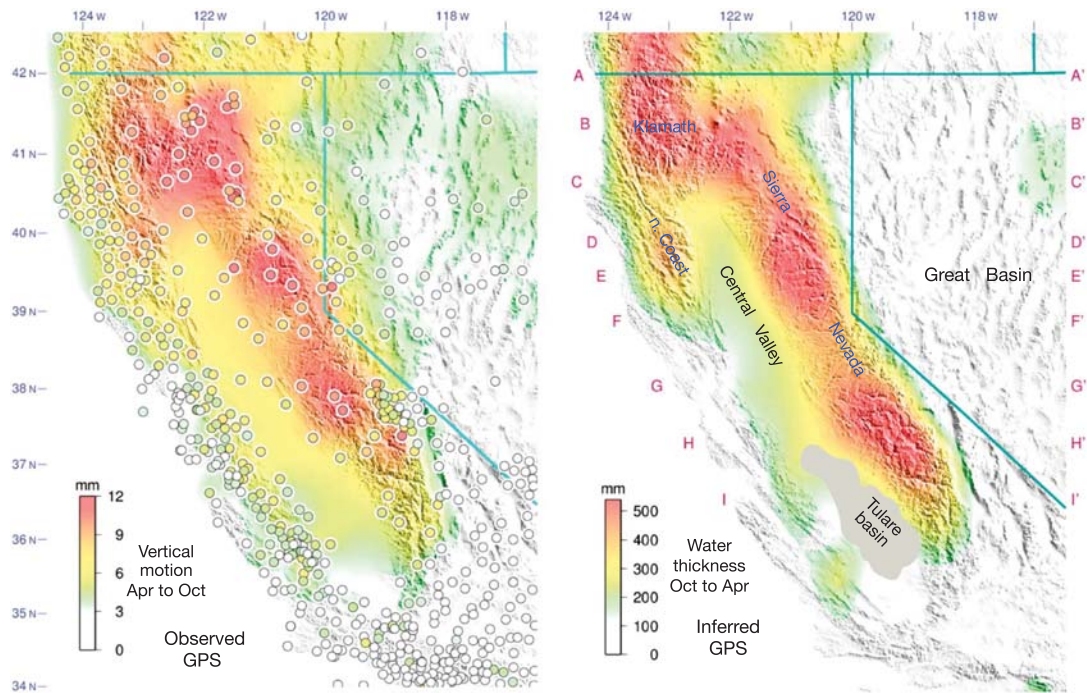 124 W
122 W
120 W
118 W
42 N
41 N
40 N
39 N
38 N
37 N
36 N
35 N
34 N
mm
12
9
6
3
0
Vertical
motion
Apr to Oct
Observed
GPS
124 W
122 W
120 W
118 W
A
A'
B
B'
C
C'
D
D'
E
E'
F
F'
G
G'
H
H'
I
I'
Klamath
Sierra
n. Coast
Central Valley
Nevada
Great Basin
Tulare
basin
mm
500
400
300
200
100
0
Water
thickness
Oct to Apr
Inferred
GPS